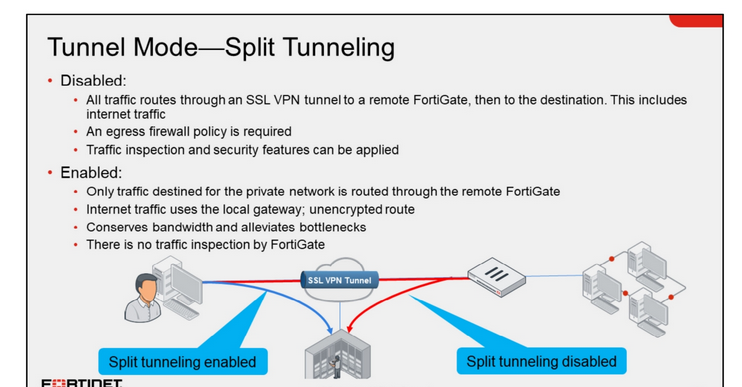 Tunnel Mode—Split Tunneling
• Disabled:
• All traffic routes through an SSL VPN tunnel to a remote FortiGate, then to the destination. This includes
internet traffic
• An egress firewall policy is required
• Traffic inspection and security features can be applied
• Enabled:
• Only traffic destined for the private network is routed through the remote FortiGate
• Internet traffic uses the local gateway; unencrypted route
• Conserves bandwidth and alleviates bottlenecks
• There is no traffic inspection by FortiGate
SSL VPN Tunnel
Split tunneling enabled
Split tunneling disabled
FORTINET